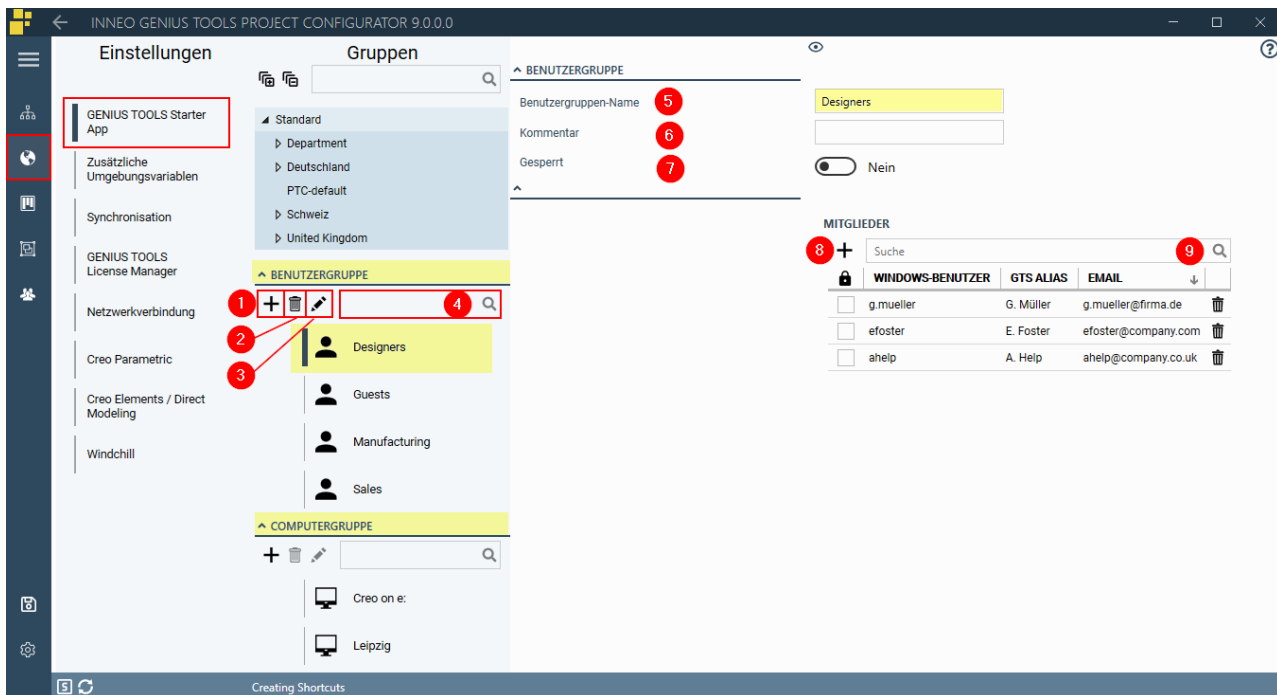 INNEO GENIUS TOOLS PROJECT CONFIGURATOR 9.0.0.0
Einstellungen
GENIUS TOOLS Starter
App
Zusätzliche
Umgebungsvariablen
Synchronisation
GENIUS TOOLS
License Manager
Netzwerkverbindung
Creo Parametric
Creo Elements / Direct
Modeling
Windchill
Gruppen
Standard
Department
Deutschland
PTC-default
Schweiz
United Kingdom
BENUTZERGRUPPE
1
2
3
4
Designers
Guests
Manufacturing
Sales
COMPUTERGRUPPE
Creo on e:
Leipzig
BENUTZERGRUPPE
Benutzergruppen-Name 5 Designers
Kommentar 6
Gesperrt 7 Nein
MITGLIEDER
8 Suche 9
WINDOWS-BENUTZER GTS ALIAS EMAIL
g.mueller G. Müller g.mueller@firma.de
efoster E. Foster efoster@company.com
ahelp A. Help ahelp@company.co.uk
S Creating Shortcuts